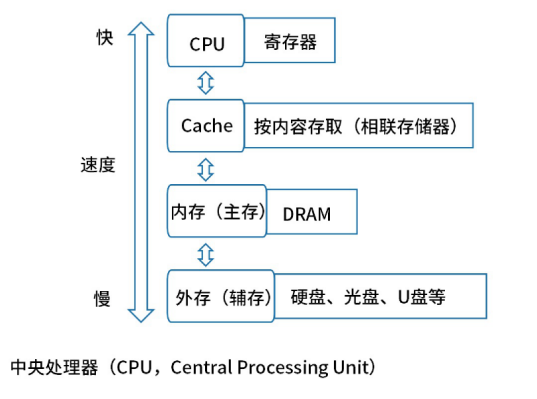 快
CPU 寄存器
Cache 按内容存取（相联存储器）
速度
内存（主存） DRAM
慢 外存（辅存） 硬盘、光盘、U盘等
中央处理器（CPU，Central Processing Unit）